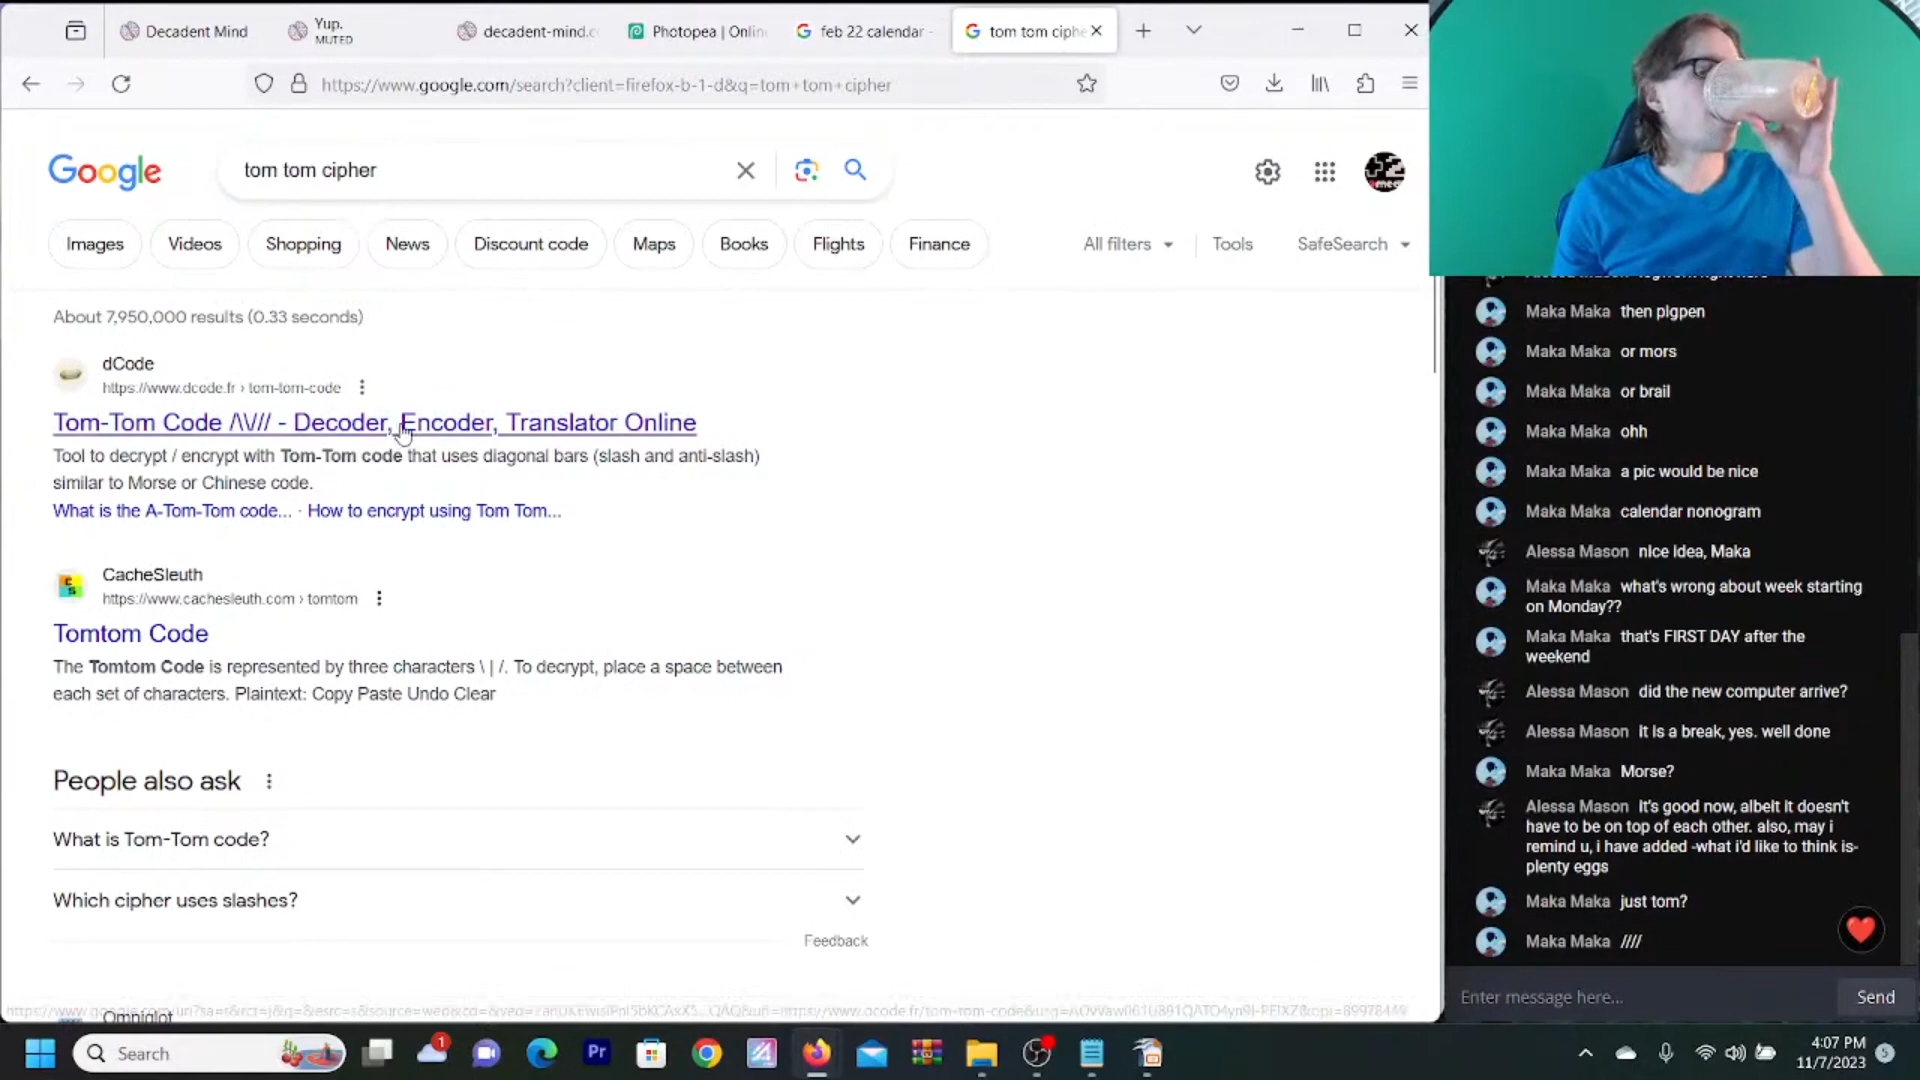 Decadent Mind
Yup.
MUTED
decadent-mind.c
Photopea | Onlin
feb 22 calendar -
tom tom ciphe
https://www.google.com/search?client=firefox-b-1-d&q=tom+tom+cipher
Google
tom tom cipher
Images
Videos
Shopping
News
Discount code
Maps
Books
Flights
Finance
All filters
Tools
SafeSearch
About 7,950,000 results (0.33 seconds)
dCode
https://www.dcode.fr › tom-tom-code
Tom-Tom Code /\\/// - Decoder, Encoder, Translator Online
Tool to decrypt / encrypt with Tom-Tom code that uses diagonal bars (slash and anti-slash)
similar to Morse or Chinese code.
What is the A-Tom-Tom code... · How to encrypt using Tom Tom...
CacheSleuth
https://www.cachesleuth.com › tomtom
Tomtom Code
The Tomtom Code is represented by three characters \ | /. To decrypt, place a space between
each set of characters. Plaintext: Copy Paste Undo Clear
People also ask
What is Tom-Tom code?
Which cipher uses slashes?
Feedback
Omniglot
Maka Maka then pigpen
Maka Maka or mors
Maka Maka or brail
Maka Maka ohh
Maka Maka a pic would be nice
Maka Maka calendar nonogram
Alessa Mason nice idea, Maka
Maka Maka what's wrong about week starting
on Monday??
Maka Maka that's FIRST DAY after the
weekend
Alessa Mason did the new computer arrive?
Alessa Mason It is a break, yes. well done
Maka Maka Morse?
Alessa Mason It's good now, albeit it doesn't
have to be on top of each other. also, may i
remind u, i have added -what i'd like to think is-
plenty eggs
Maka Maka just tom?
Maka Maka ////
Enter message here...
Send
1
Search
Pr
4:07 PM
11/7/2023
5